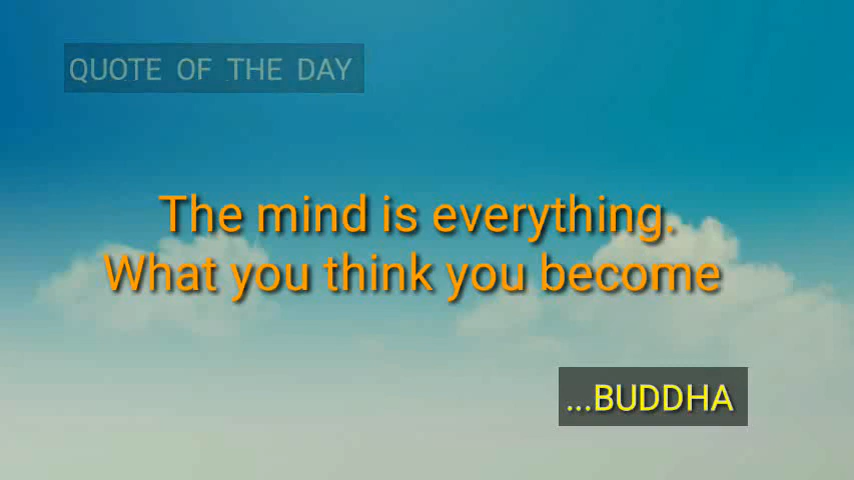 QUOTE OF THE DAY
The mind is everything.
What you think you become
...BUDDHA